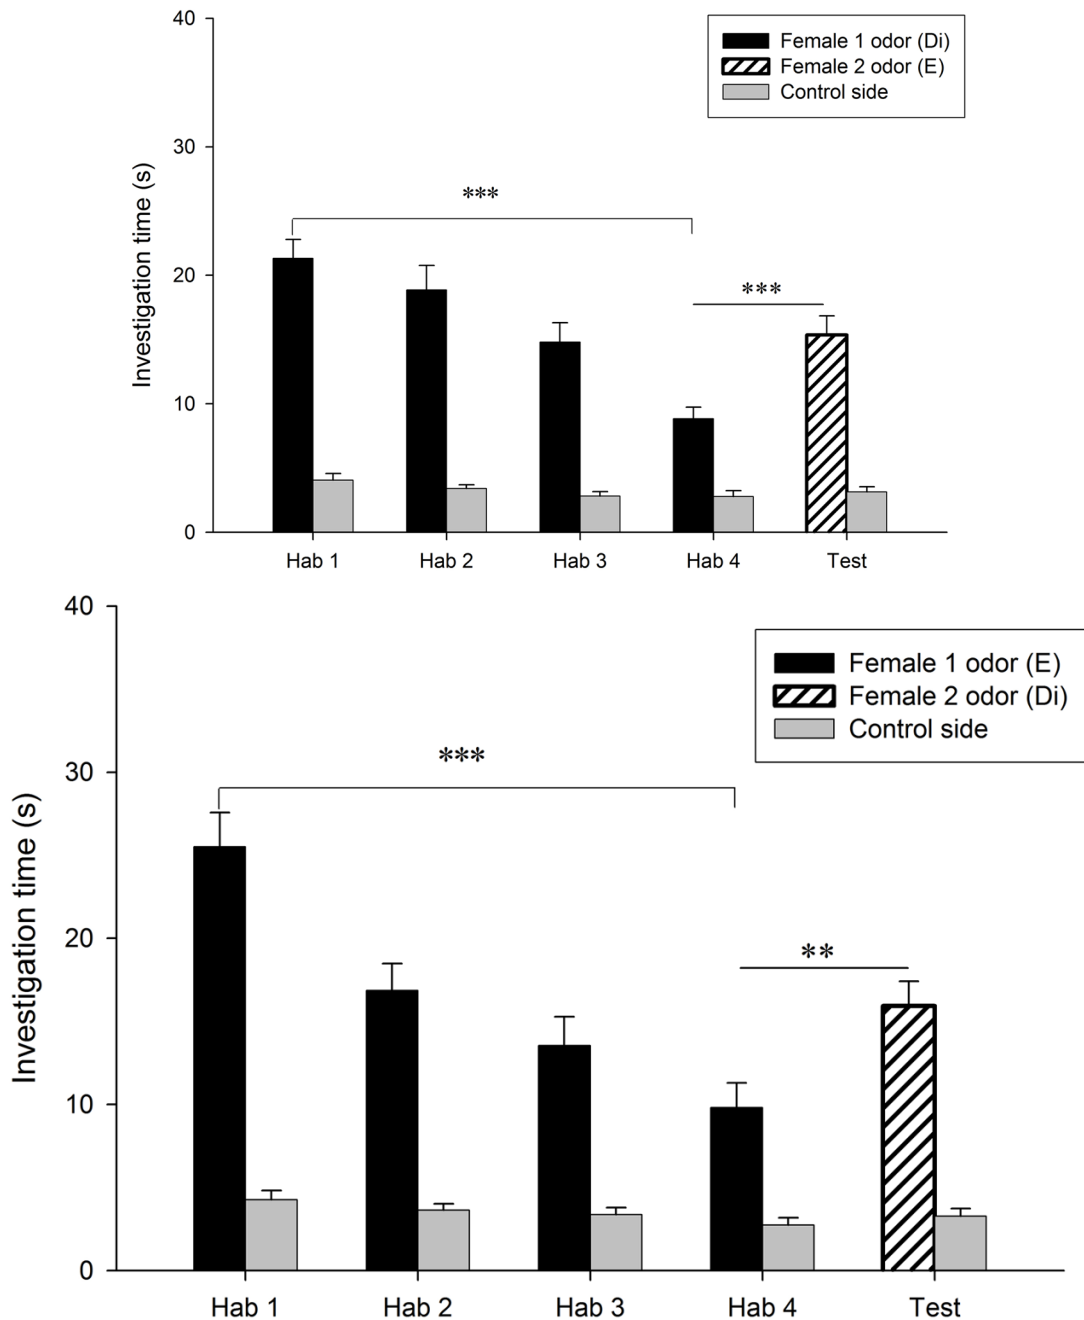 40
30
20
10
0
Investigation time (s)
Female 1 odor (Di)
Female 2 odor (E)
Control side
***
***
Hab 1 Hab 2 Hab 3 Hab 4 Test
40
30
20
10
0
Investigation time (s)
Female 1 odor (E)
Female 2 odor (Di)
Control side
***
**
Hab 1 Hab 2 Hab 3 Hab 4 Test